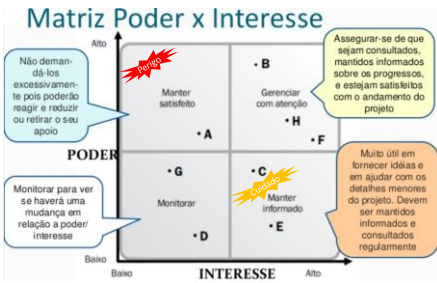 Matriz Poder x Interesse
Alto
Não deman-
dá-los
excessivamente
pois poderão
reagir e reduzir
ou retirar o seu
apoio
Perigo
Manter
satisfeito
• A
• B
Gerenciar
com atenção
• H
• F
Assegurar-se de que
sejam consultados,
mantidos informados
sobre os progressos,
e estejam satisfeitos
com o andamento do
projeto
PODER
Monitorar para ver
se haverá uma
mudança em
relação a poder/
interesse
• G
Monitorar
• D
• C
Cuidado
Manter
informado
• E
Muito útil em
fornecer idéias e
em ajudar com os
detalhes menores
do projeto. Devem
ser mantidos
informados e
consultados
regularmente
Baixo
Baixo
INTERESSE
Alto